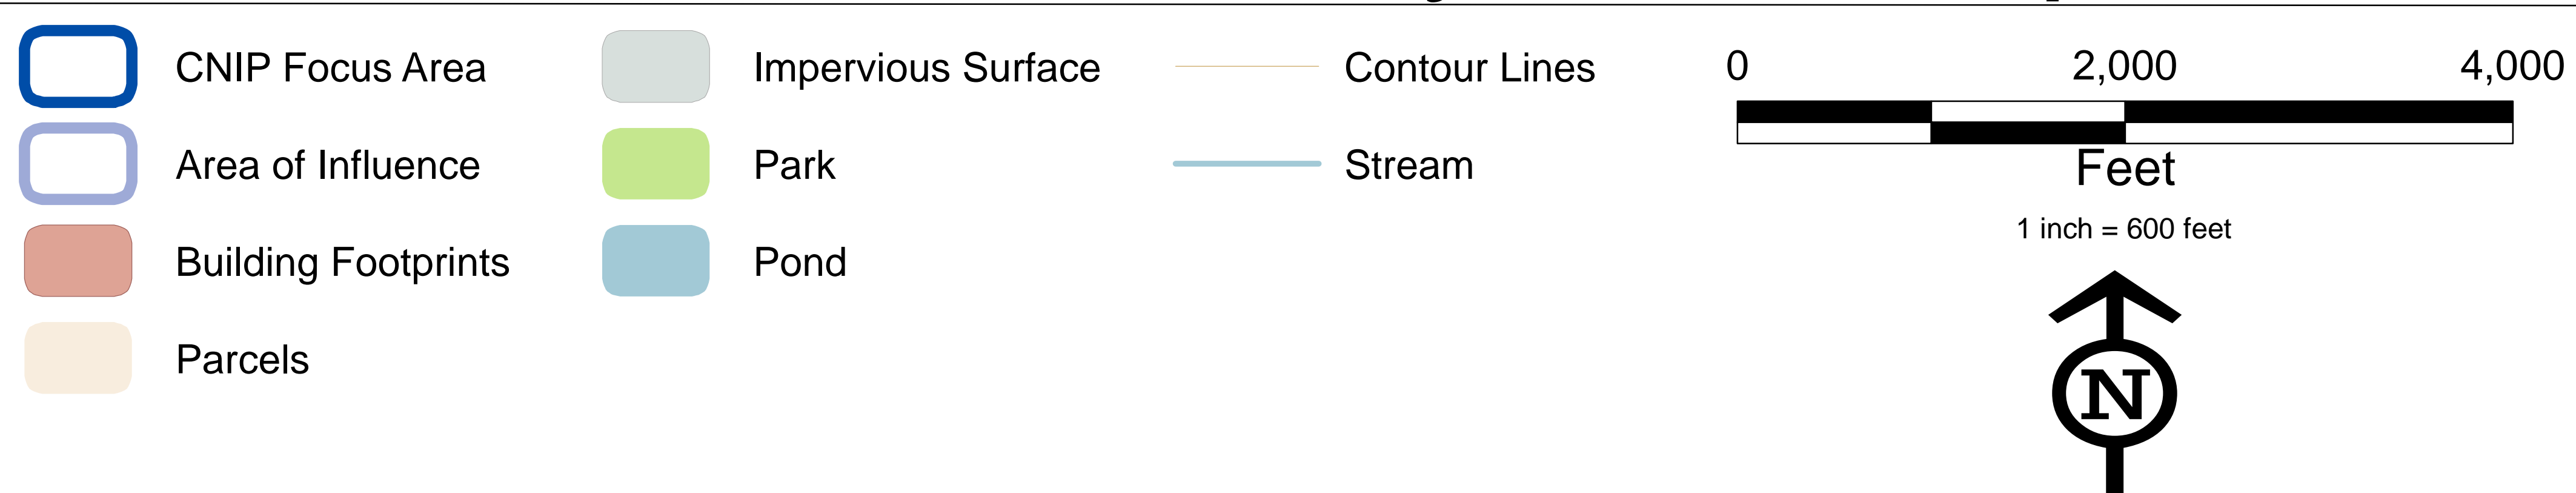 CNIP Focus Area
Area of Influence
Building Footprints
Parcels
Impervious Surface
Park
Pond
Contour Lines
Stream
0 2,000 4,000
Feet
1 inch = 600 feet
N